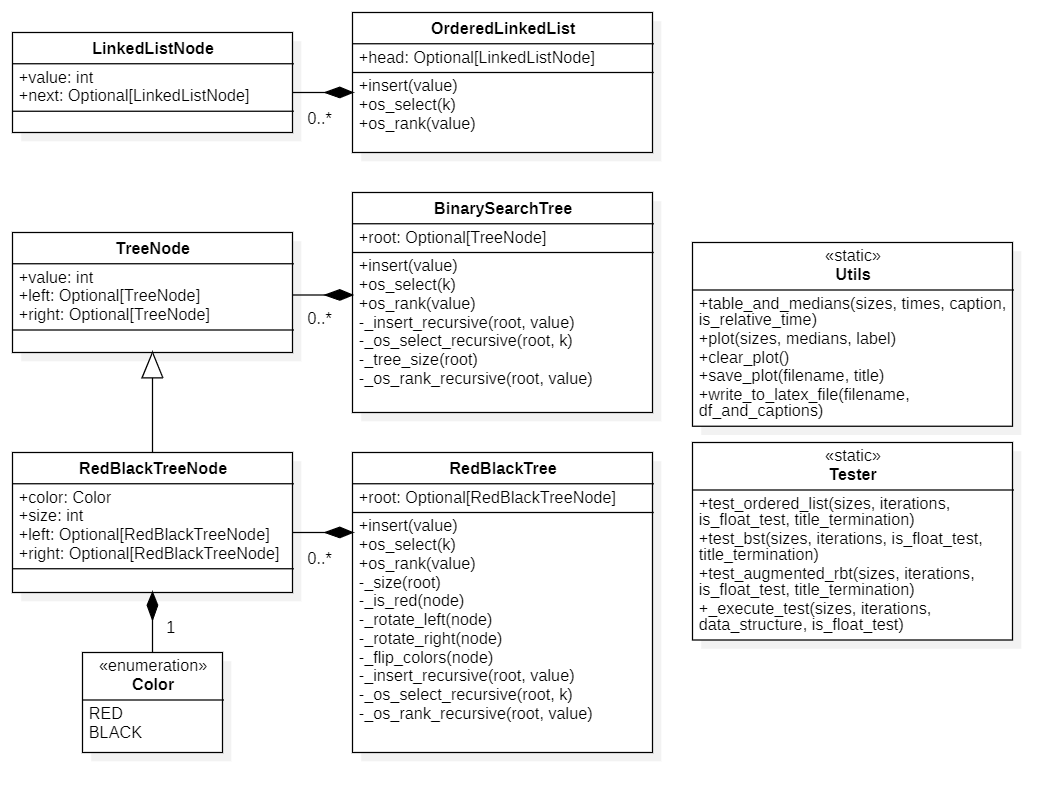 LinkedListNode
+value: int
+next: Optional[LinkedListNode]
0..*
OrderedLinkedList
+head: Optional[LinkedListNode]
+insert(value)
+os_select(k)
+os_rank(value)
TreeNode
+value: int
+left: Optional[TreeNode]
+right: Optional[TreeNode]
0..*
BinarySearchTree
+root: Optional[TreeNode]
+insert(value)
+os_select(k)
+os_rank(value)
-_insert_recursive(root, value)
-_os_select_recursive(root, k)
-_tree_size(root)
-_os_rank_recursive(root, value)
RedBlackTreeNode
+color: Color
+size: int
+left: Optional[RedBlackTreeNode]
+right: Optional[RedBlackTreeNode]
0..*
1
«enumeration»
Color
RED
BLACK
RedBlackTree
+root: Optional[RedBlackTreeNode]
+insert(value)
+os_select(k)
+os_rank(value)
-_size(root)
-_is_red(node)
-_rotate_left(node)
-_rotate_right(node)
-_flip_colors(node)
-_insert_recursive(root, value)
-_os_select_recursive(root, k)
-_os_rank_recursive(root, value)
«static»
Utils
+table_and_medians(sizes, times, caption,
is_relative_time)
+plot(sizes, medians, label)
+clear_plot()
+save_plot(filename, title)
+write_to_latex_file(filename,
df_and_captions)
«static»
Tester
+test_ordered_list(sizes, iterations,
is_float_test, title_termination)
+test_bst(sizes, iterations, is_float_test,
title_termination)
+test_augmented_rbt(sizes, iterations,
is_float_test, title_termination)
+_execute_test(sizes, iterations,
data_structure, is_float_test)